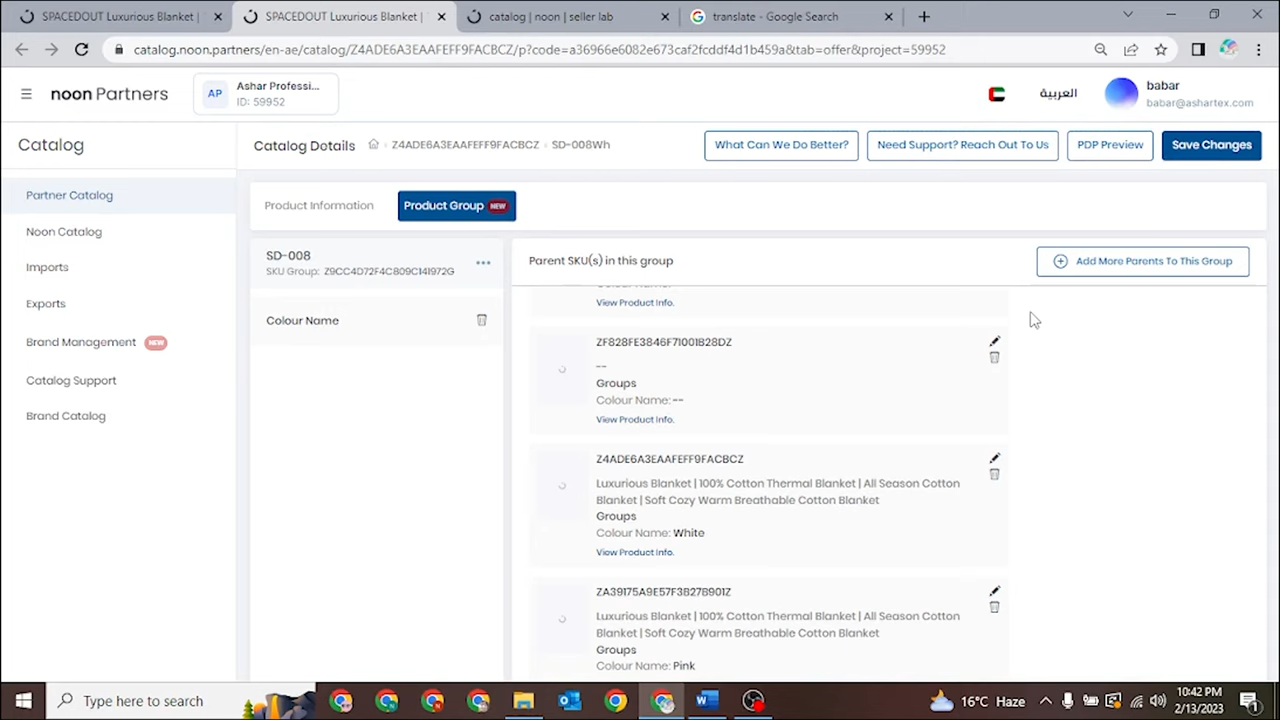 SPACEDOUT Luxurious Blanket |
SPACEDOUT Luxurious Blanket |
catalog | noon | seller lab
translate - Google Search
catalog.noon.partners/en-ae/catalog/Z4ADE6A3EAAFEFF9FACBCZ/p?code=a36966e6082e673caf2fcddf4d1b459a&tab=offer&project=59952
noon Partners
AP
Ashar Professi...
ID: 59952
العربية
babar
babar@ashartex.com
Catalog
Catalog Details
Z4ADE6A3EAAFEFF9FACBCZ
SD-008Wh
What Can We Do Better?
Need Support? Reach Out To Us
PDP Preview
Save Changes
Partner Catalog
Noon Catalog
Imports
Exports
Brand Management NEW
Catalog Support
Brand Catalog
Product Information
Product Group NEW
SD-008
SKU Group: Z9CC4D72F4C809C141972G
Colour Name
Parent SKU(s) in this group
Add More Parents To This Group
View Product Info.
ZF828FE3846F71001B28DZ
--
Groups
Colour Name: --
View Product Info.
Z4ADE6A3EAAFEFF9FACBCZ
Luxurious Blanket | 100% Cotton Thermal Blanket | All Season Cotton
Blanket | Soft Cozy Warm Breathable Cotton Blanket
Groups
Colour Name: White
View Product Info.
ZA39175A9E57F3B27B901Z
Luxurious Blanket | 100% Cotton Thermal Blanket | All Season Cotton
Blanket | Soft Cozy Warm Breathable Cotton Blanket
Groups
Colour Name: Pink
Type here to search
16°C Haze
10:42 PM
2/13/2023
1